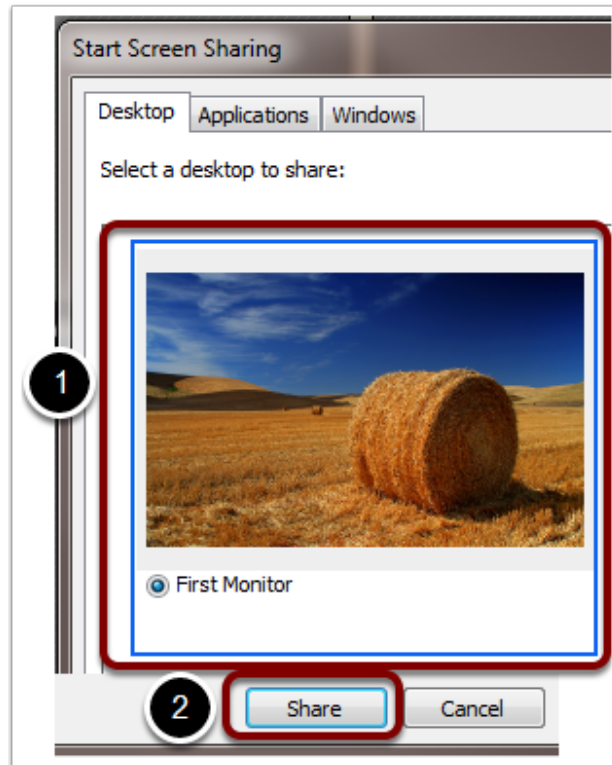 Start Screen Sharing
Desktop Applications Windows
Select a desktop to share:
1
First Monitor
2 Share Cancel